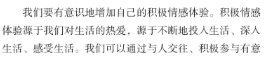 我们要有意识地增加自己的积极情感体验。积极情
感体验源于我们对生活的热爱，源于不断地投入生活、深入
生活、感受生活。我们可以通过与人交往、积极参与有意